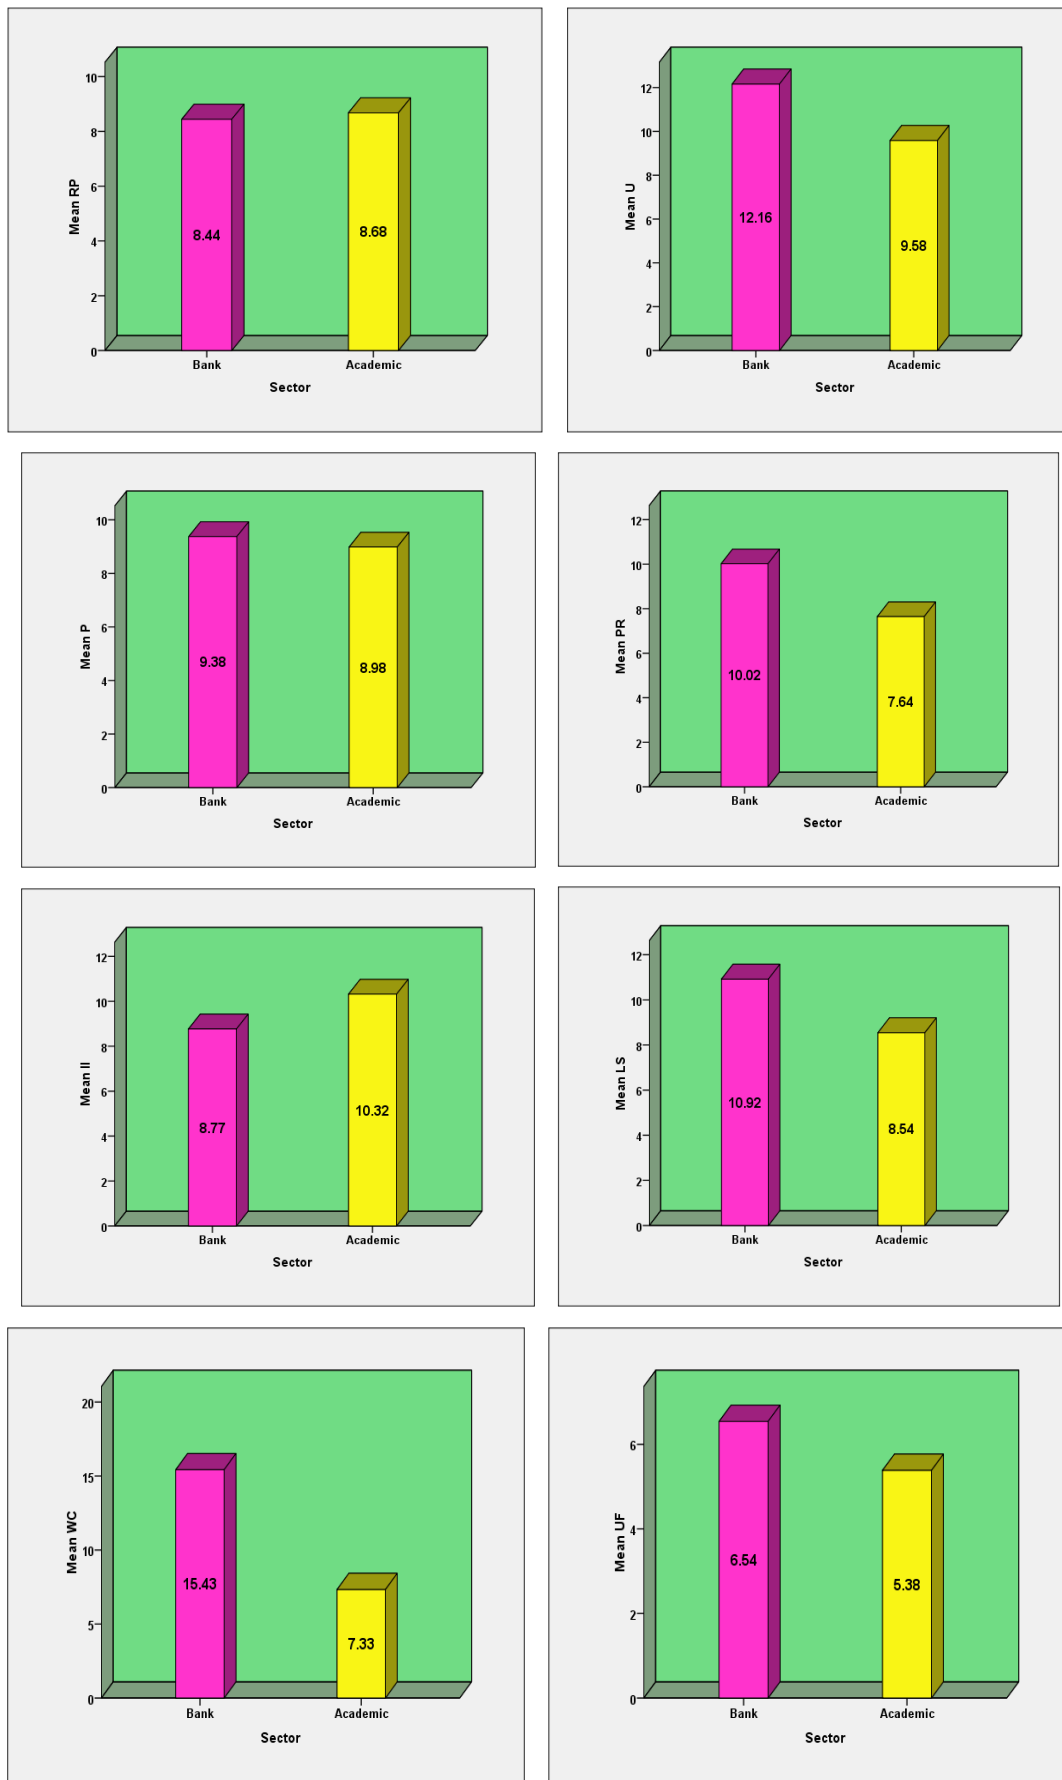 Mean RP
10
8
6
4
2
0
8.44
8.68
Bank
Academic
Sector
Mean U
12
10
8
6
4
2
0
12.16
9.58
Bank
Academic
Sector
Mean P
10
8
6
4
2
0
9.38
8.98
Bank
Academic
Sector
Mean PR
12
10
8
6
4
2
0
10.02
7.64
Bank
Academic
Sector
Mean II
12
10
8
6
4
2
0
8.77
10.32
Bank
Academic
Sector
Mean LS
12
10
8
6
4
2
0
10.92
8.54
Bank
Academic
Sector
Mean WC
20
15
10
5
0
15.43
7.33
Bank
Academic
Sector
Mean UF
6
4
2
0
6.54
5.38
Bank
Academic
Sector